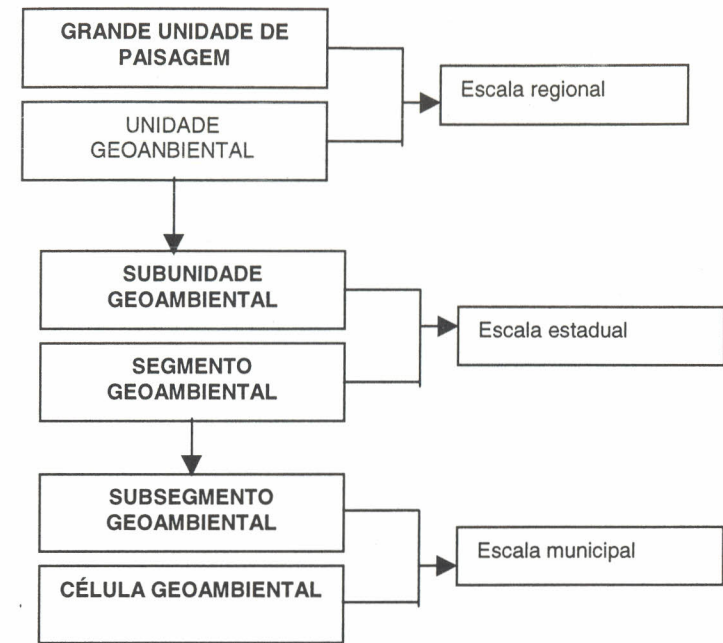 GRANDE UNIDADE DE
PAISAGEM
Escala regional
UNIDADE
GEOANBIENTAL
SUBUNIDADE
GEOAMBIENTAL
Escala estadual
SEGMENTO
GEOAMBIENTAL
SUBSEGMENTO
GEOAMBIENTAL
Escala municipal
CÉLULA GEOAMBIENTAL